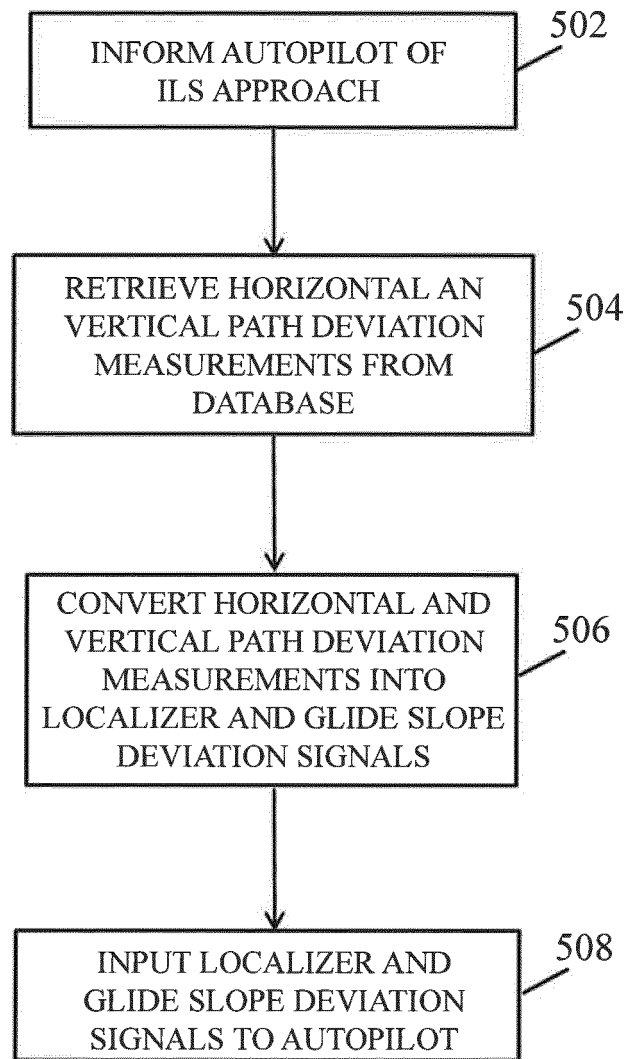 502
INFORM AUTOPILOT OF
ILS APPROACH
RETRIEVE HORIZONTAL AN
VERTICAL PATH DEVIATION
MEASUREMENTS FROM
DATABASE
504
CONVERT HORIZONTAL AND
VERTICAL PATH DEVIATION
MEASUREMENTS INTO
LOCALIZER AND GLIDE SLOPE
DEVIATION SIGNALS
506
INPUT LOCALIZER AND
GLIDE SLOPE DEVIATION
SIGNALS TO AUTOPILOT
508